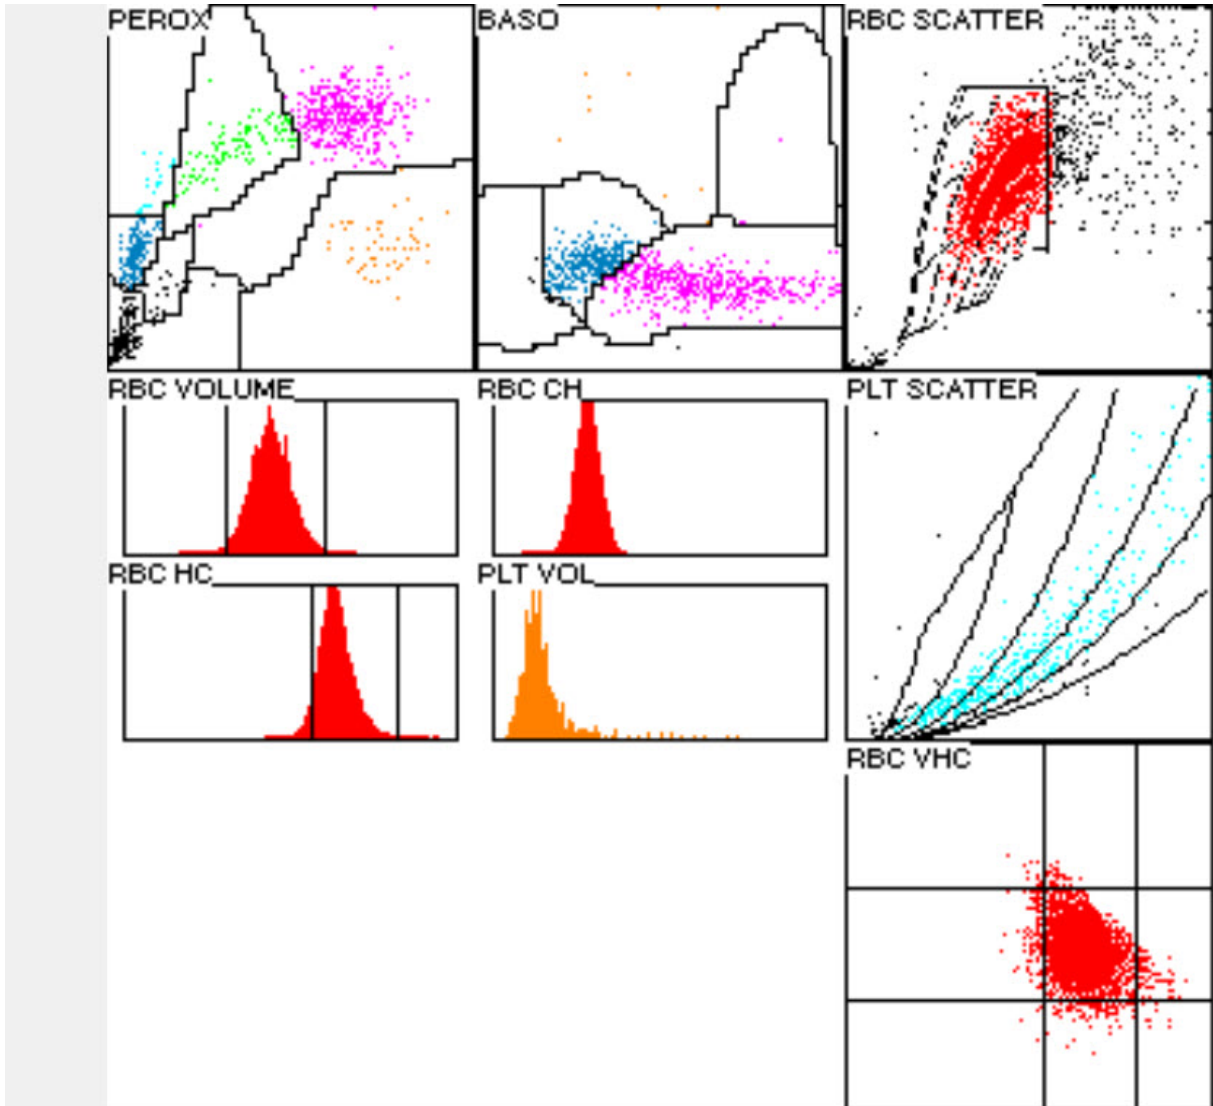 PEROX
BASO
RBC SCATTER
RBC VOLUME
RBC CH
PLT SCATTER
RBC HC
PLT VOL
RBC VHC